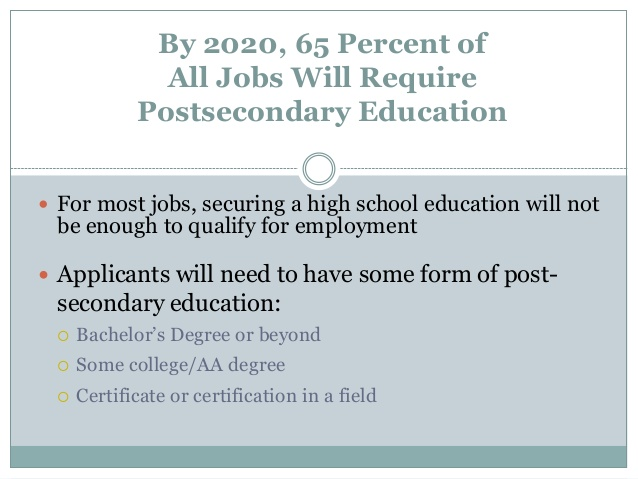 By 2020, 65 Percent of
All Jobs Will Require
Postsecondary Education
For most jobs, securing a high school education will not
be enough to qualify for employment
Applicants will need to have some form of post-
secondary education:
Bachelor's Degree or beyond
Some college/AA degree
Certificate or certification in a field